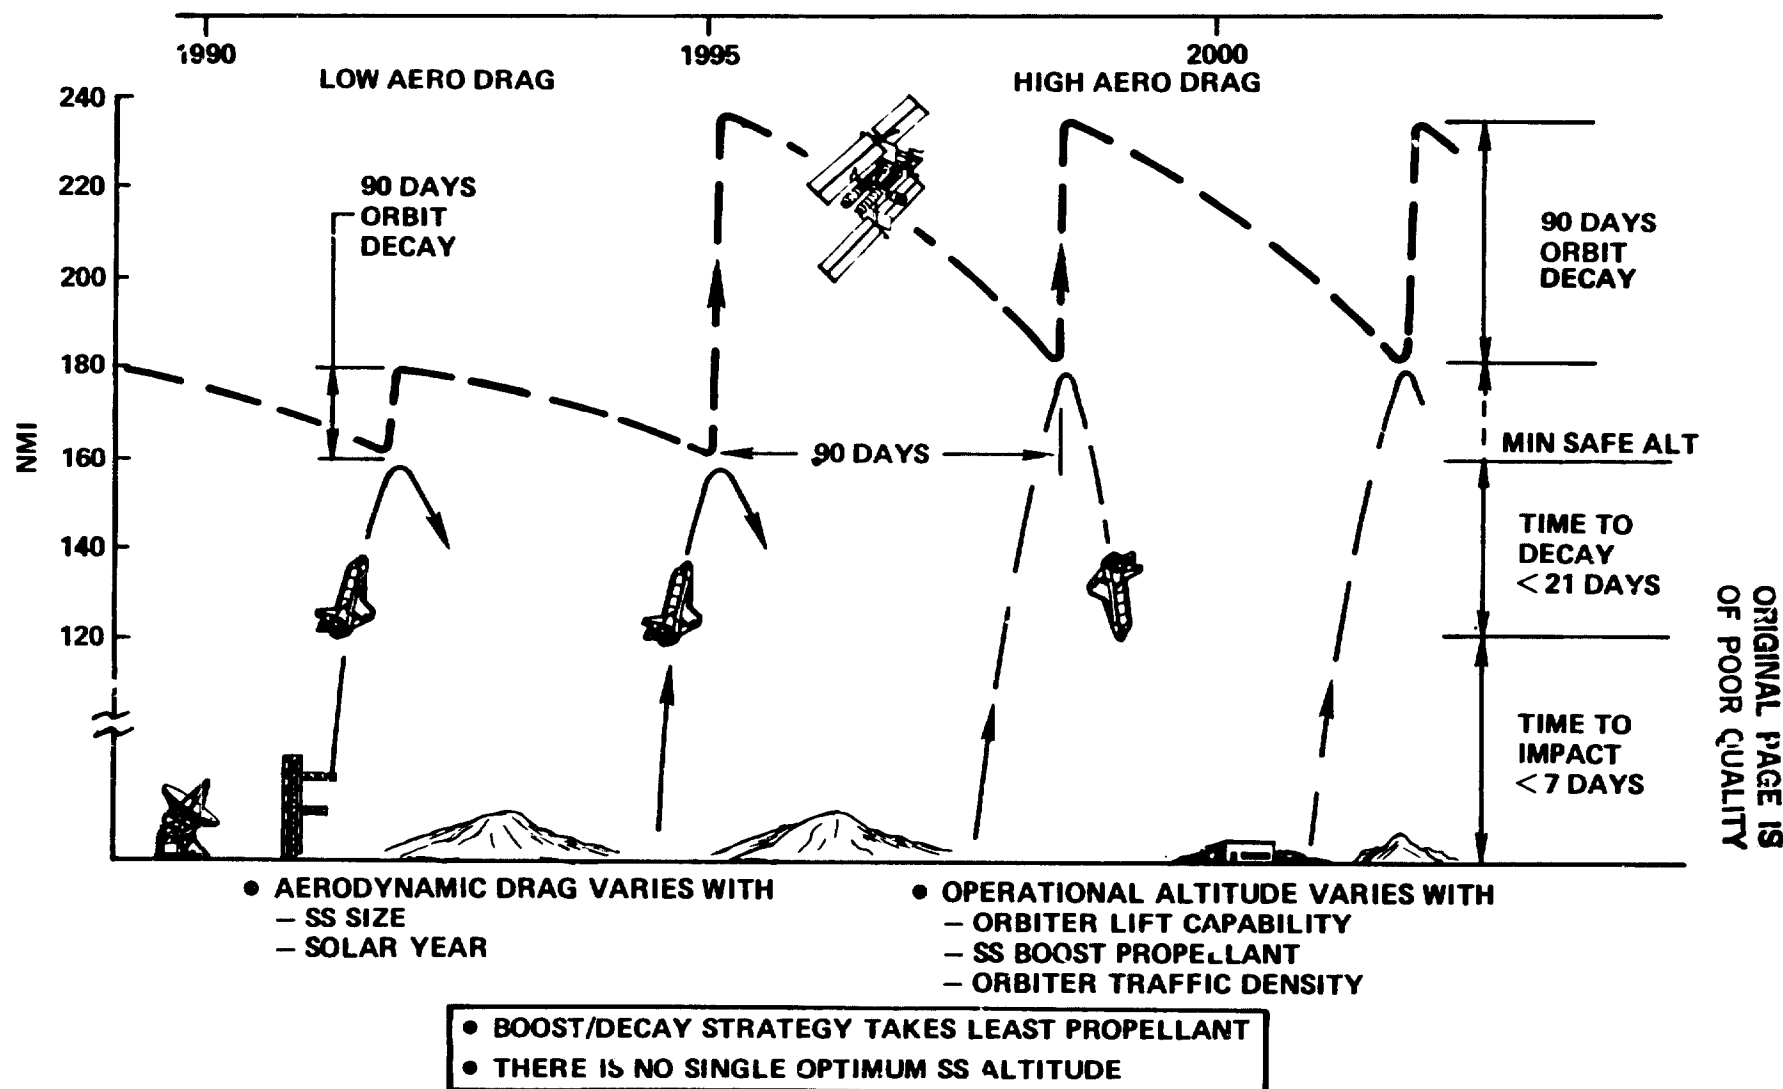 1990 1995 2000
LOW AERO DRAG HIGH AERO DRAG
240
220
200
180
160
140
120
NMI
90 DAYS
ORBIT
DECAY
90 DAYS
90 DAYS
ORBIT
DECAY
MIN SAFE ALT
TIME TO
DECAY
< 21 DAYS
TIME TO
IMPACT
< 7 DAYS
ORIGINAL PAGE IS
OF POOR QUALITY
● AERODYNAMIC DRAG VARIES WITH
– SS SIZE
– SOLAR YEAR
● OPERATIONAL ALTITUDE VARIES WITH
– ORBITER LIFT CAPABILITY
– SS BOOST PROPELLANT
– ORBITER TRAFFIC DENSITY
● BOOST/DECAY STRATEGY TAKES LEAST PROPELLANT
● THERE IS NO SINGLE OPTIMUM SS ALTITUDE